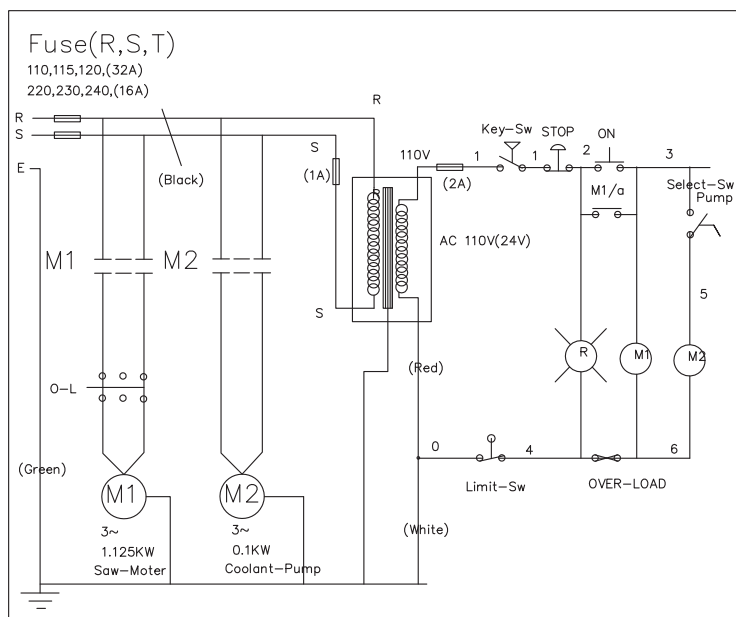 Fuse(R,S,T)
110,115,120,(32A)
220,230,240,(16A)
R
S
E
(Black)
R
S
(1A)
S
110V
(2A)
1
Key-Sw
1
STOP
2
ON
3
M1/a
Select-Sw
Pump
AC 110V(24V)
M1
M2
5
R
M1
M2
O-L
(Red)
0
4
6
Limit-Sw
OVER-LOAD
(Green)
(White)
M1
3~
1.125KW
Saw-Moter
M2
3~
0.1KW
Coolant-Pump